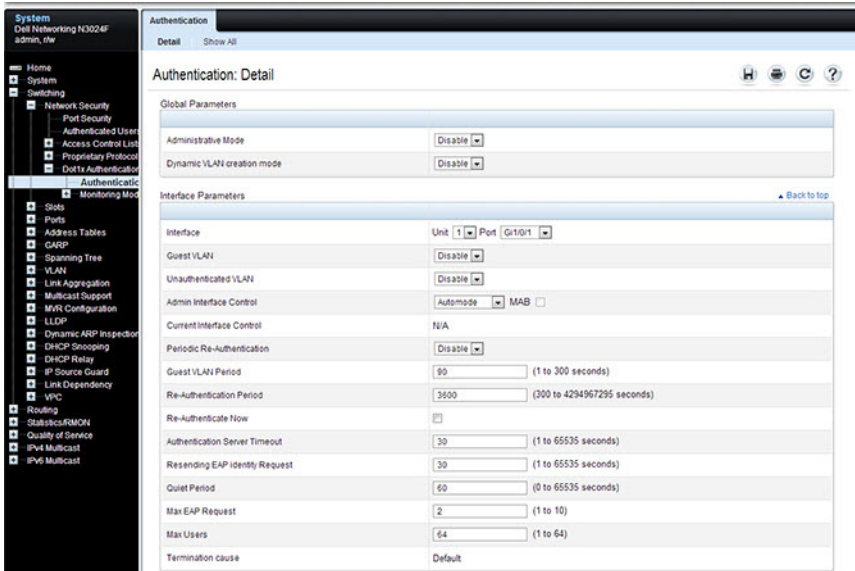 System
Dell Networking N3024F
admin, r/w
Home
System
Switching
Network Security
Port Security
Authenticated User
Access Control List
Proprietary Protocol
Dot1x Authentication
Authenticatic
Monitoring Mod
Slots
Ports
Address Tables
GARP
Spanning Tree
VLAN
Link Aggregation
Multicast Support
MVR Configuration
LLDP
Dynamic ARP Inspection
DHCP Snooping
DHCP Relay
IP Source Guard
Link Dependency
VPC
Routing
Statistics/RMON
Quality of Service
IPv4 Multicast
IPv6 Multicast
Authentication
Detail Show All
Authentication: Detail
Global Parameters
Administrative Mode Disable
Dynamic VLAN creation mode Disable
Interface Parameters Back to top
Interface Unit 1 Port Gi1/0/1
Guest VLAN Disable
Unauthenticated VLAN Disable
Admin Interface Control Automode MAB
Current Interface Control N/A
Periodic Re-Authentication Disable
Guest VLAN Period 90 (1 to 300 seconds)
Re-Authentication Period 3600 (300 to 4294967295 seconds)
Re-Authenticate Now
Authentication Server Timeout 30 (1 to 65535 seconds)
Resending EAP identity Request 30 (1 to 65535 seconds)
Quiet Period 60 (0 to 65535 seconds)
Max EAP Request 2 (1 to 10)
Max Users 64 (1 to 64)
Termination cause Default